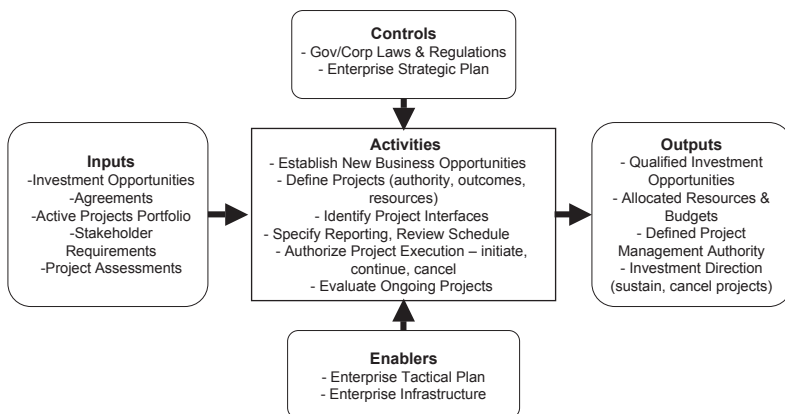 Controls
- Gov/Corp Laws & Regulations
- Enterprise Strategic Plan
Inputs
-Investment Opportunities
-Agreements
-Active Projects Portfolio
-Stakeholder
Requirements
-Project Assessments
Activities
- Establish New Business Opportunities
- Define Projects (authority, outcomes,
resources)
- Identify Project Interfaces
- Specify Reporting, Review Schedule
- Authorize Project Execution – initiate,
continue, cancel
- Evaluate Ongoing Projects
Outputs
- Qualified Investment
Opportunities
- Allocated Resources &
Budgets
- Defined Project
Management Authority
- Investment Direction
(sustain, cancel projects)
Enablers
- Enterprise Tactical Plan
- Enterprise Infrastructure